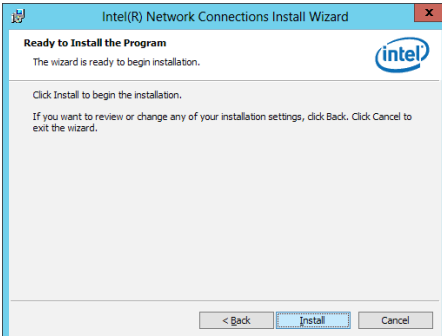 Intel(R) Network Connections Install Wizard
x
Ready to Install the Program
The wizard is ready to begin installation.
intel
Click Install to begin the installation.
If you want to review or change any of your installation settings, click Back. Click Cancel to
exit the wizard.
< Back
Install
Cancel